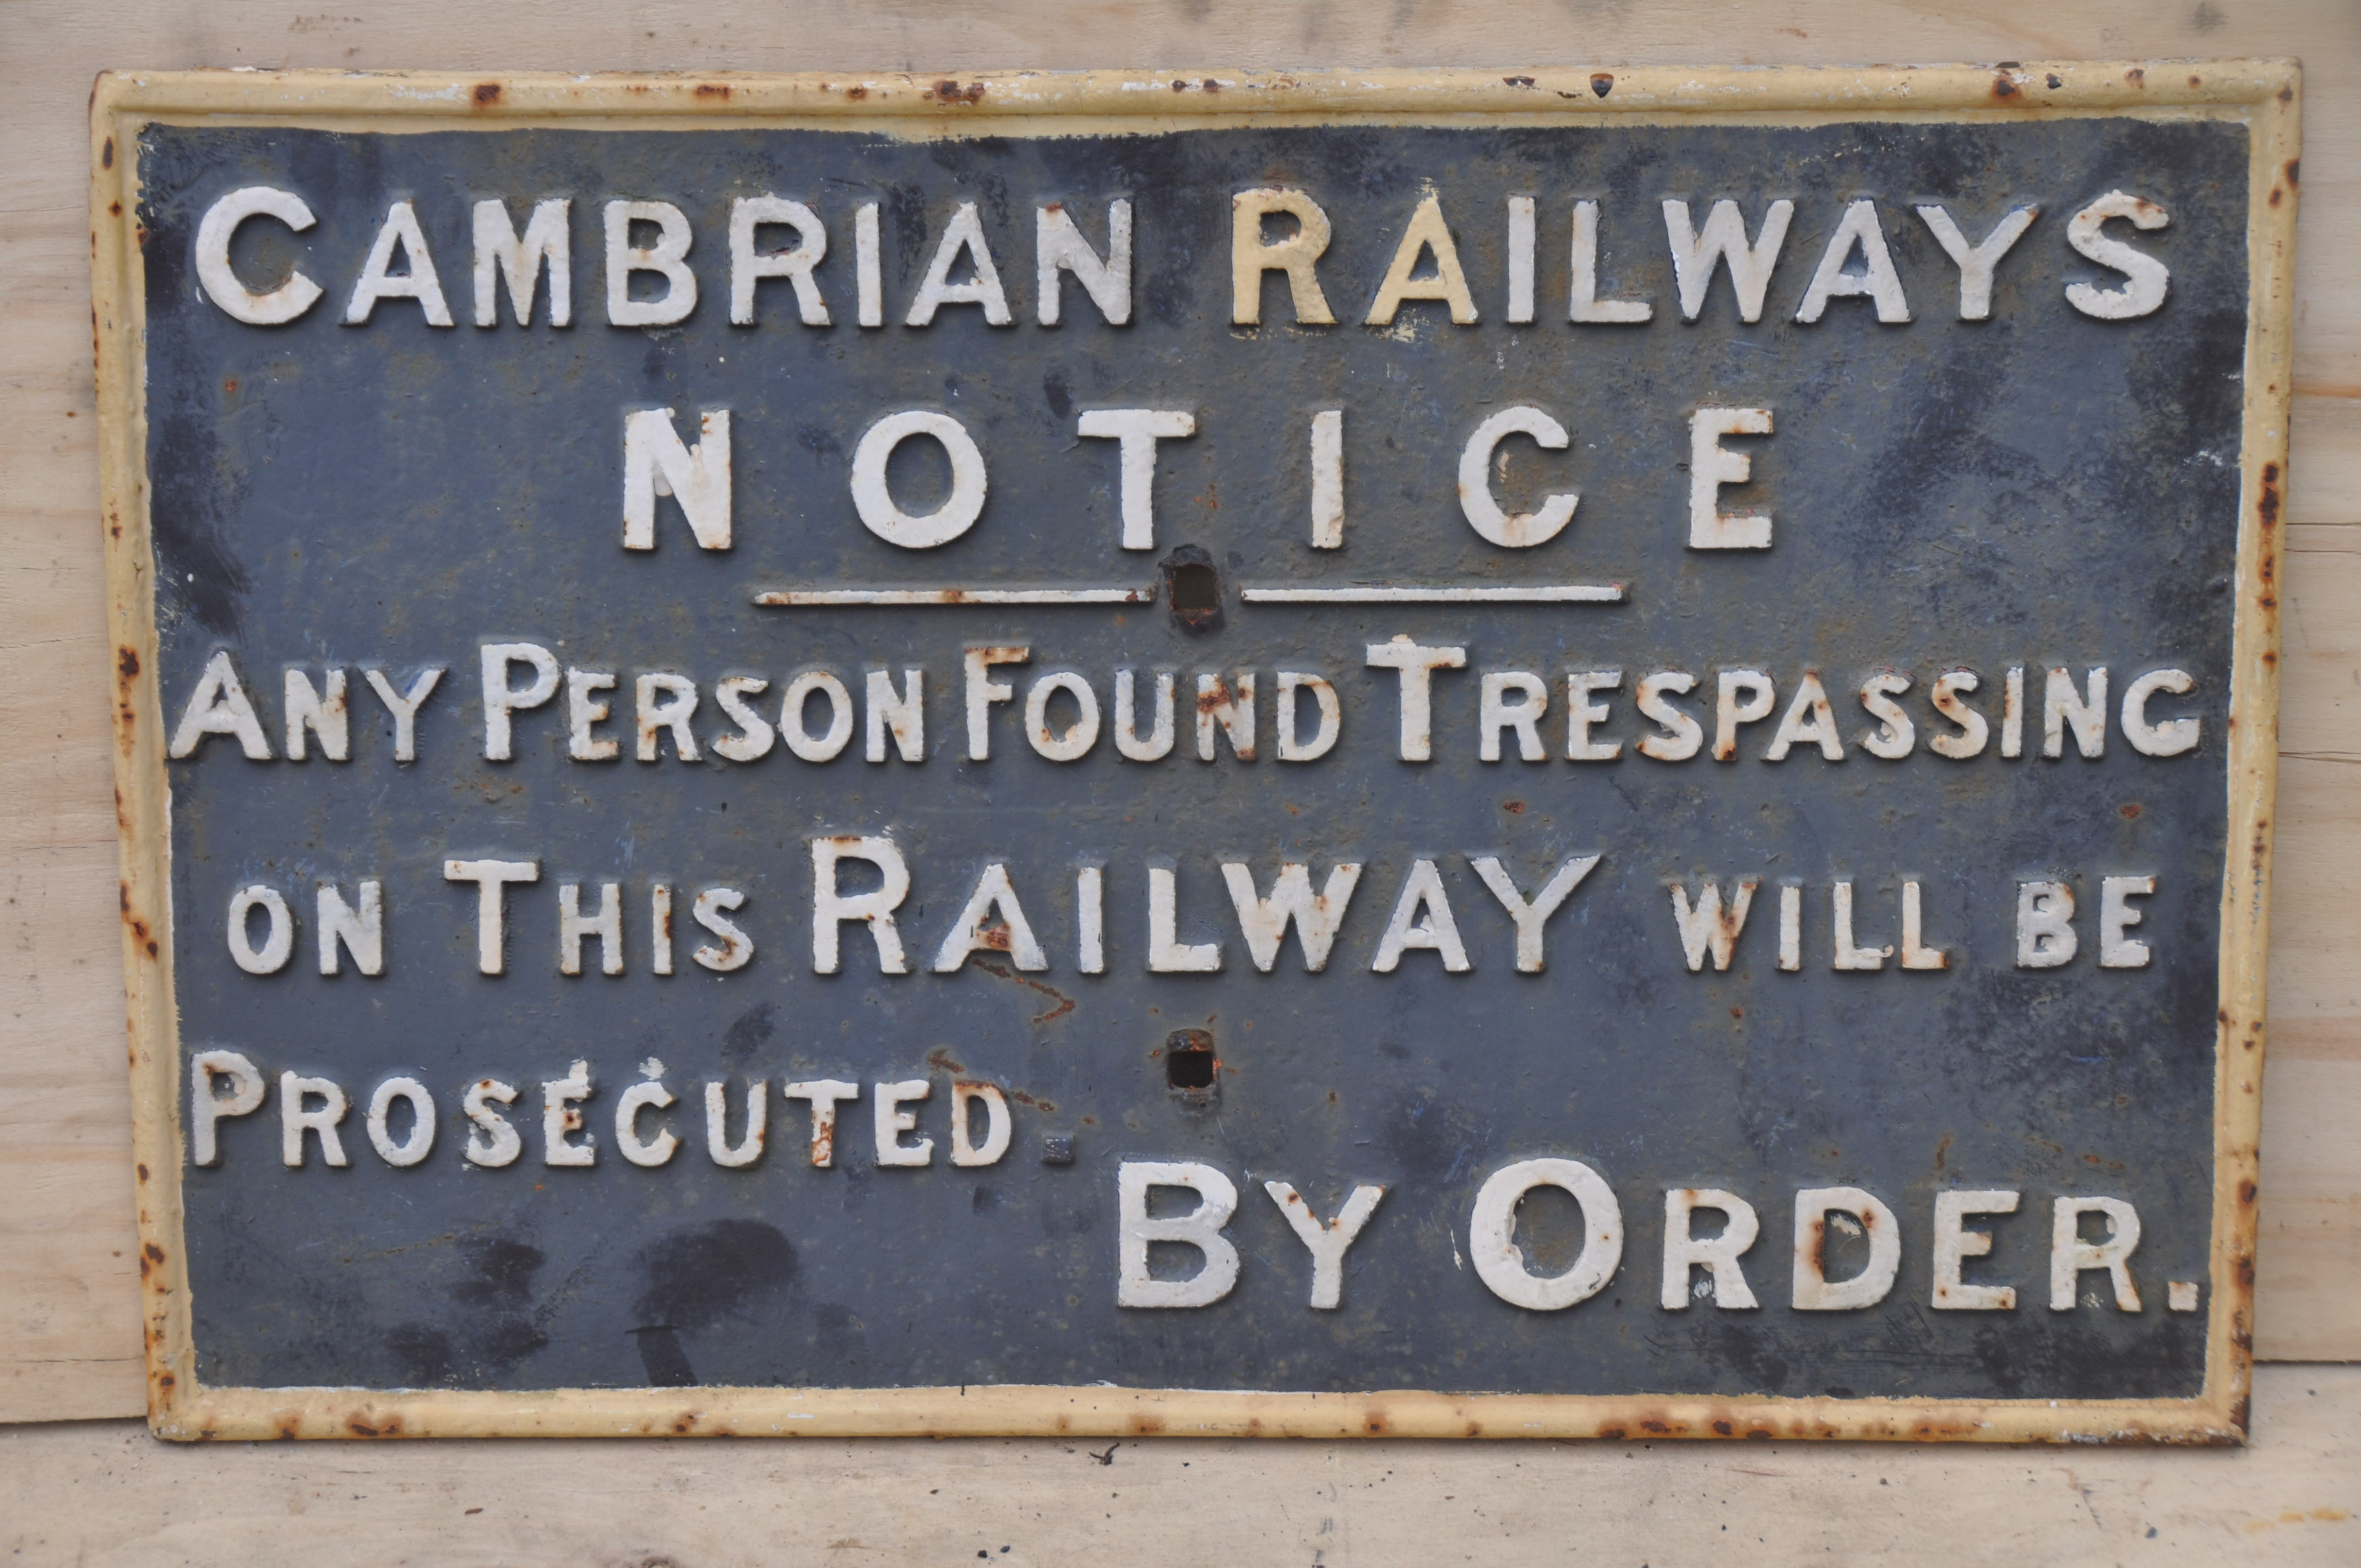 CAMBRIAN RAILWAYS
NOTICE
ANY PERSON FOUND TRESPASSING
ON THIS RAILWAY WILL BE
PROSECUTED.
BY ORDER.